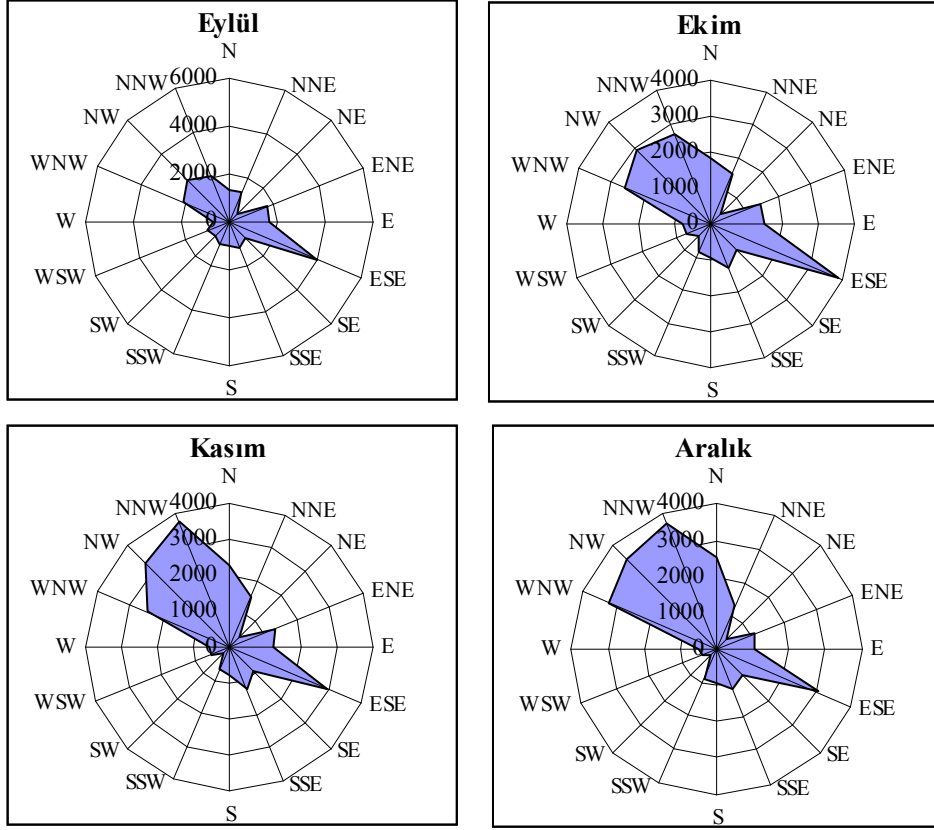 Eylül
N
NNE
NE
ENE
E
ESE
SE
SSE
S
SSW
SW
WSW
W
WNW
NW
NNW
6000
4000
2000
0
Ekim
N
NNE
NE
ENE
E
ESE
SE
SSE
S
SSW
SW
WSW
W
WNW
NW
NNW
4000
3000
2000
1000
0
Kasım
N
NNE
NE
ENE
E
ESE
SE
SSE
S
SSW
SW
WSW
W
WNW
NW
NNW
4000
3000
2000
1000
0
Aralık
N
NNE
NE
ENE
E
ESE
SE
SSE
S
SSW
SW
WSW
W
WNW
NW
NNW
4000
3000
2000
1000
0